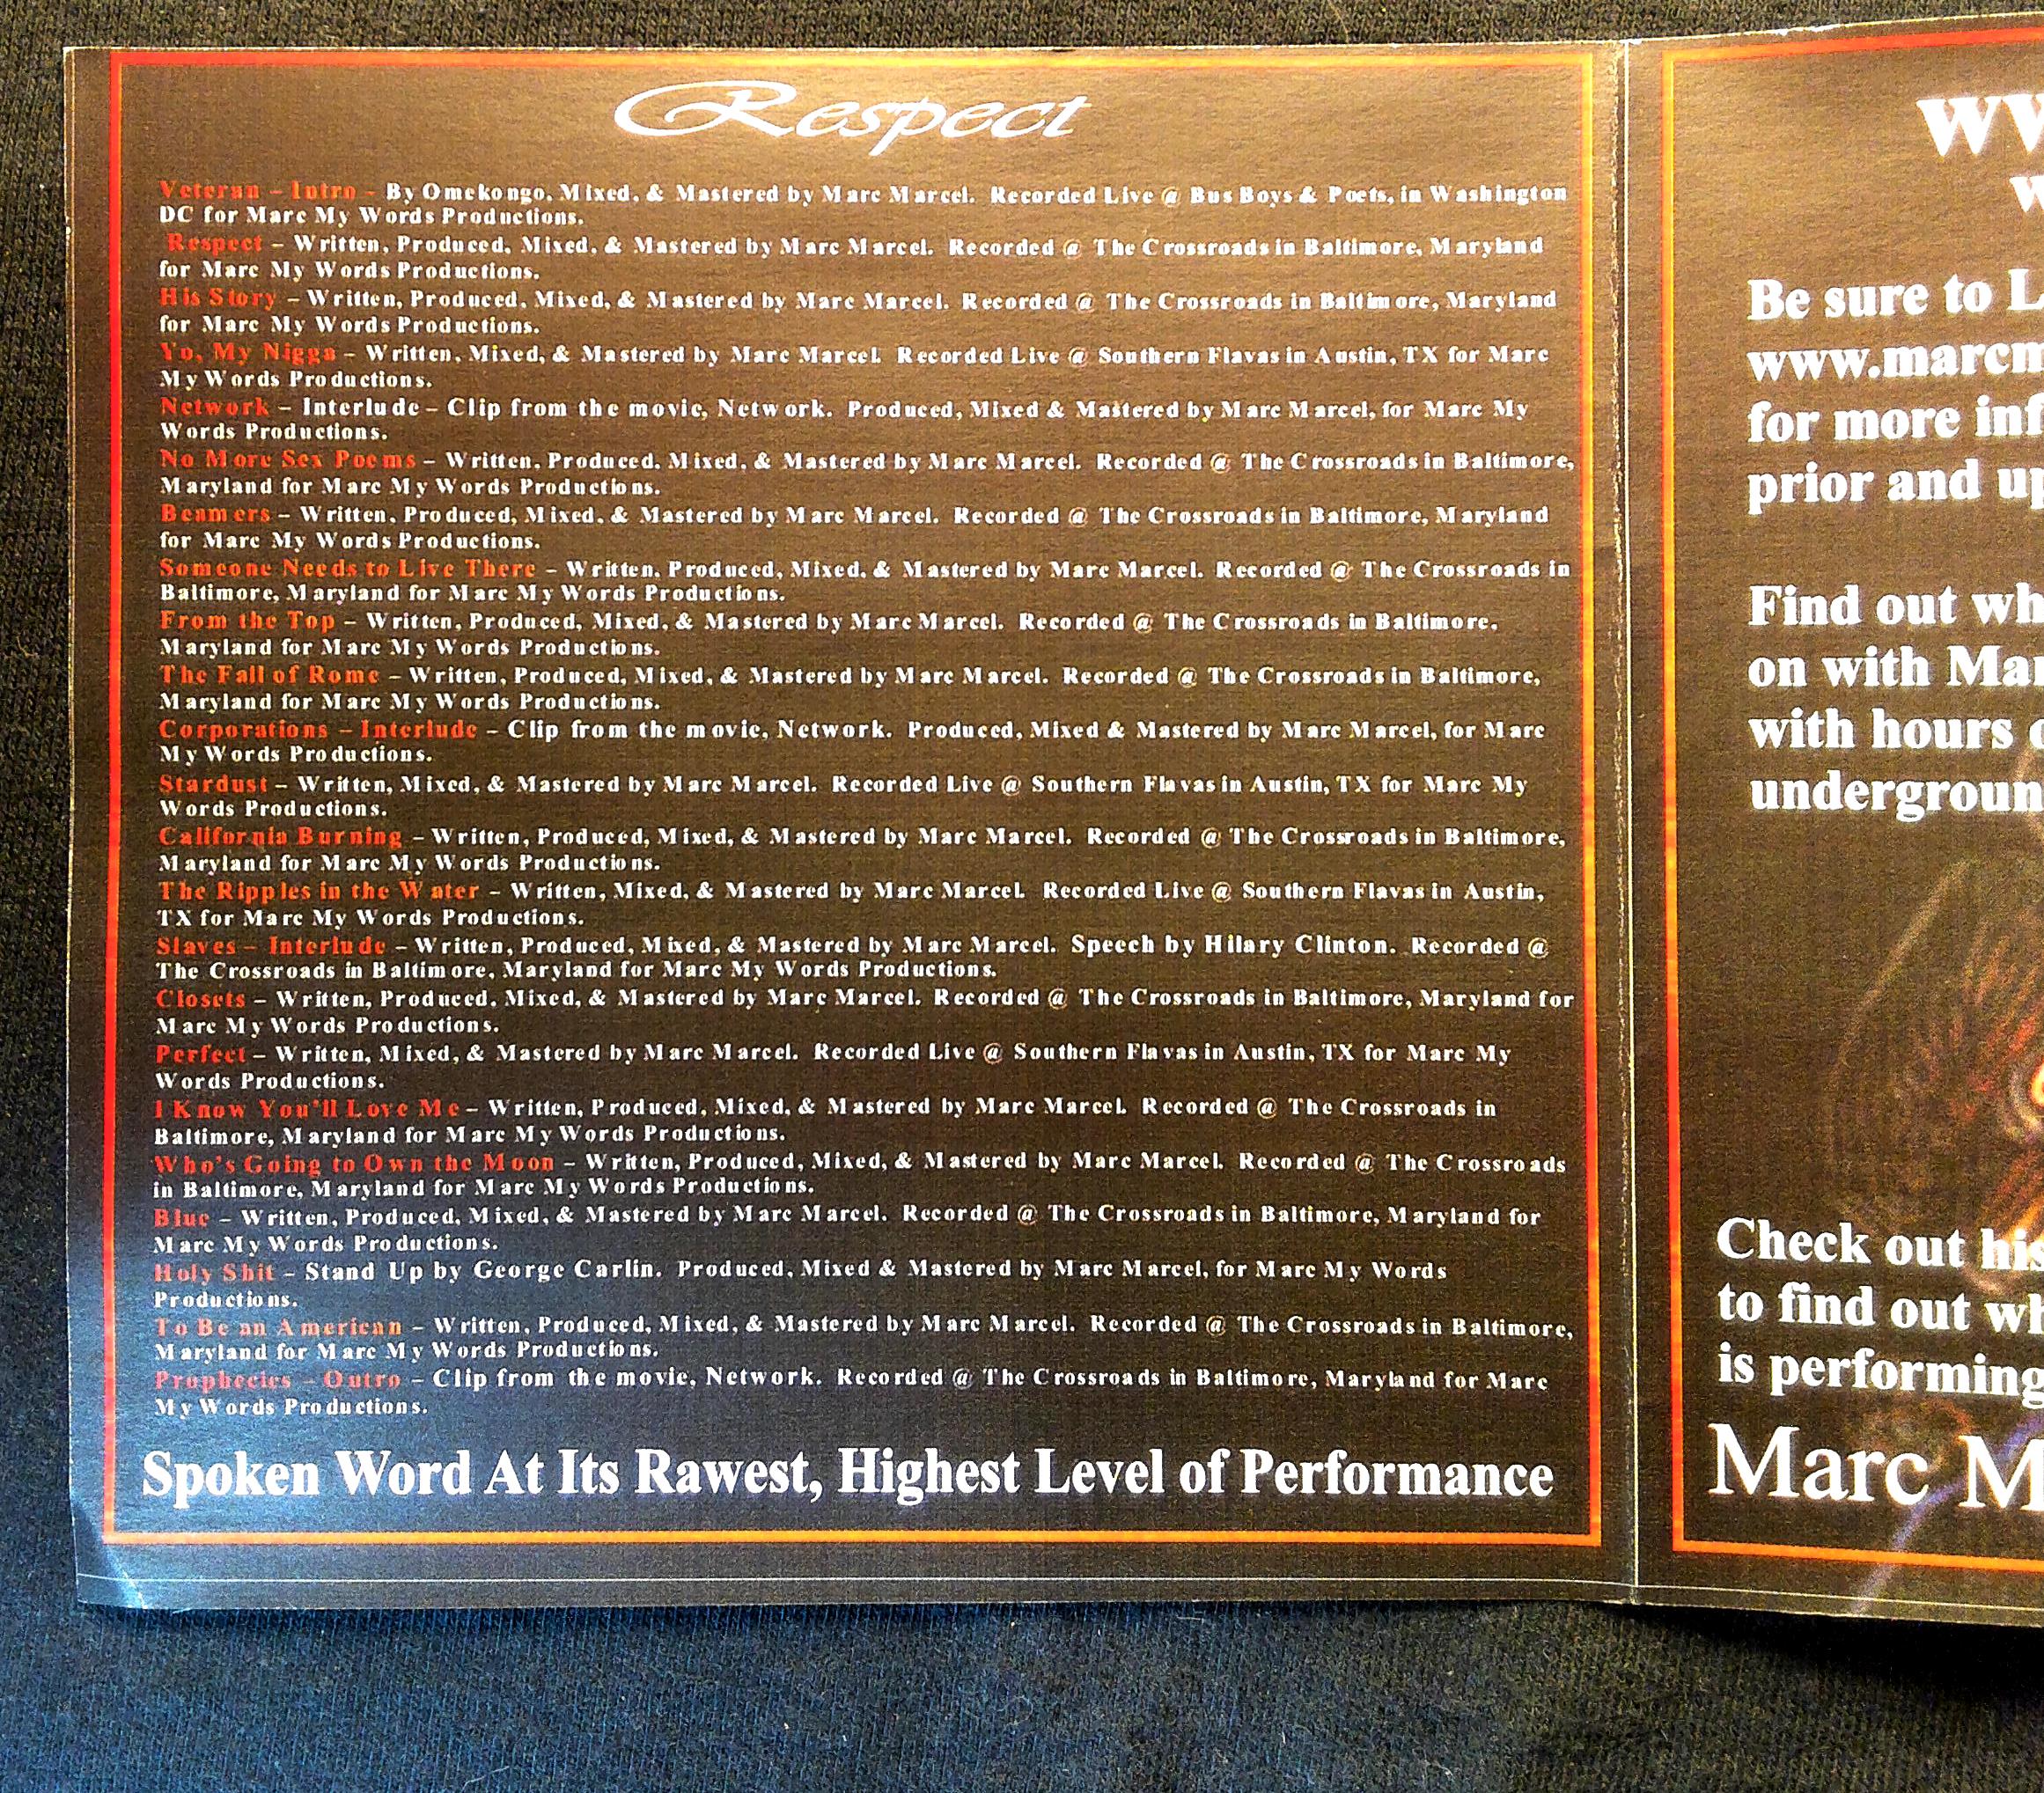 Respect
Veteran – Intro – By Omekongo, Mixed, & Mastered by Marc Marcel. Recorded Live @ Bus Boys & Poets, in Washington
DC for Marc My Words Productions.
Respect – Written, Produced, Mixed, & Mastered by Marc Marcel. Recorded @ The Crossroads in Baltimore, Maryland
for Marc My Words Productions.
His Story – Written, Produced, Mixed, & Mastered by Marc Marcel. Recorded @ The Crossroads in Baltimore, Maryland
for Marc My Words Productions.
Yo, My Nigga – Written, Mixed, & Mastered by Marc Marcel. Recorded Live @ Southern Flavas in Austin, TX for Marc
My Words Productions.
Network – Interlude – Clip from the movie, Network. Produced, Mixed & Mastered by Marc Marcel, for Marc My
Words Productions.
No More Sex Poems – Written, Produced, Mixed, & Mastered by Marc Marcel. Recorded @ The Crossroads in Baltimore,
Maryland for Marc My Words Productions.
Beamers – Written, Produced, Mixed, & Mastered by Marc Marcel. Recorded @ The Crossroads in Baltimore, Maryland
for Marc My Words Productions.
Someone Needs to Live There – Written, Produced, Mixed, & Mastered by Marc Marcel. Recorded @ The Crossroads in
Baltimore, Maryland for Marc My Words Productions.
From the Top – Written, Produced, Mixed, & Mastered by Marc Marcel. Recorded @ The Crossroads in Baltimore,
Maryland for Marc My Words Productions.
The Fall of Rome – Written, Produced, Mixed, & Mastered by Marc Marcel. Recorded @ The Crossroads in Baltimore,
Maryland for Marc My Words Productions.
Corporations – Interlude – Clip from the movie, Network. Produced, Mixed & Mastered by Marc Marcel, for Marc
My Words Productions.
Stardust – Written, Mixed, & Mastered by Marc Marcel. Recorded Live @ Southern Flavas in Austin, TX for Marc My
Words Productions.
California Burning – Written, Produced, Mixed, & Mastered by Marc Marcel. Recorded @ The Crossroads in Baltimore,
Maryland for Marc My Words Productions.
The Ripples in the Water – Written, Mixed, & Mastered by Marc Marcel. Recorded Live @ Southern Flavas in Austin,
TX for Marc My Words Productions.
Slaves – Interlude – Written, Produced, Mixed, & Mastered by Marc Marcel. Speech by Hilary Clinton. Recorded @
The Crossroads in Baltimore, Maryland for Marc My Words Productions.
Closets – Written, Produced, Mixed, & Mastered by Marc Marcel. Recorded @ The Crossroads in Baltimore, Maryland for
Marc My Words Productions.
Perfect – Written, Mixed, & Mastered by Marc Marcel. Recorded Live @ Southern Flavas in Austin, TX for Marc My
Words Productions.
I Know You'll Love Me – Written, Produced, Mixed, & Mastered by Marc Marcel. Recorded @ The Crossroads in
Baltimore, Maryland for Marc My Words Productions.
Who's Going to Own the Moon – Written, Produced, Mixed, & Mastered by Marc Marcel. Recorded @ The Crossroads
in Baltimore, Maryland for Marc My Words Productions.
Blue – Written, Produced, Mixed, & Mastered by Marc Marcel. Recorded @ The Crossroads in Baltimore, Maryland for
Marc My Words Productions.
Holy Shit – Stand Up by George Carlin. Produced, Mixed & Mastered by Marc Marcel, for Marc My Words
Productions.
To Be an American – Written, Produced, Mixed, & Mastered by Marc Marcel. Recorded @ The Crossroads in Baltimore,
Maryland for Marc My Words Productions.
Prophecies – Outro – Clip from the movie, Network. Recorded @ The Crossroads in Baltimore, Maryland for Marc
My Words Productions.
Spoken Word At Its Rawest, Highest Level of Performance
Be sure to
www.marcm
for more
prior and
Find out
on with
with hours
Check out his
to find out
is performing
Marc